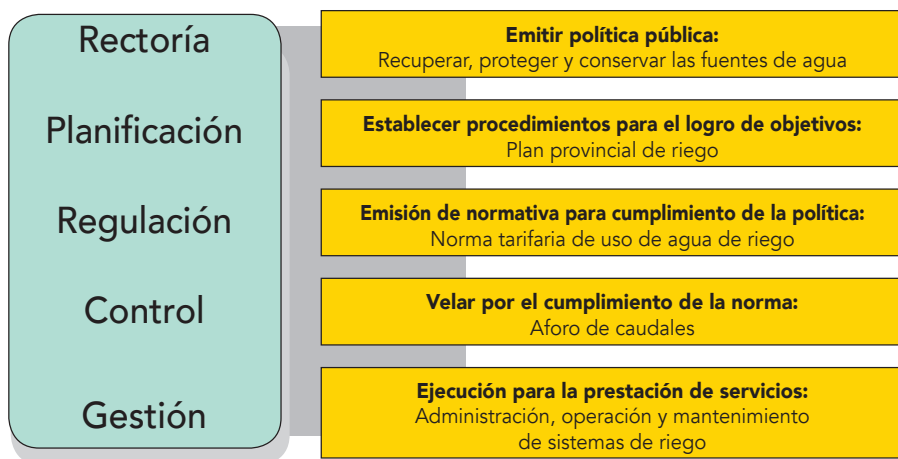 Rectoría
Emitir política pública:
Recuperar, proteger y conservar las fuentes de agua
Planificación
Establecer procedimientos para el logro de objetivos:
Plan provincial de riego
Regulación
Emisión de normativa para cumplimiento de la política:
Norma tarifaria de uso de agua de riego
Control
Velar por el cumplimiento de la norma:
Aforo de caudales
Gestión
Ejecución para la prestación de servicios:
Administración, operación y mantenimiento
de sistemas de riego